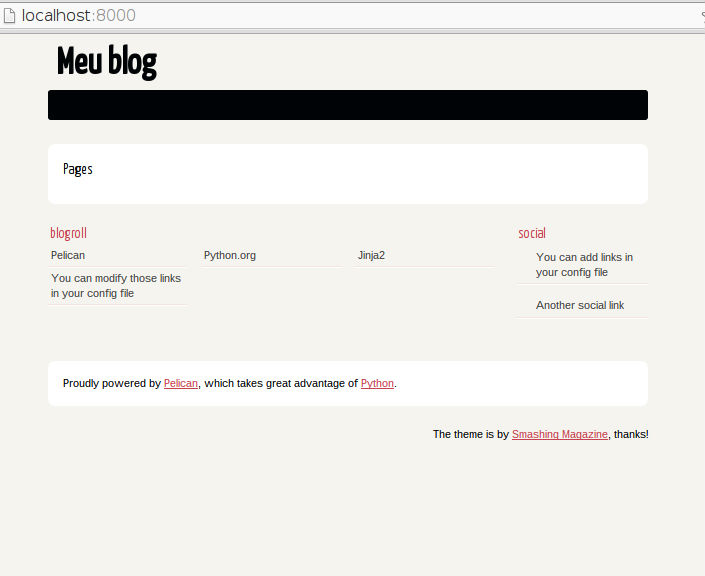 localhost:8000
Meu blog
Pages
blogroll
Pelican
Python.org
Jinja2
You can modify those links
in your config file
social
You can add links in
your config file
Another social link
Proudly powered by Pelican, which takes great advantage of Python.
The theme is by Smashing Magazine, thanks!